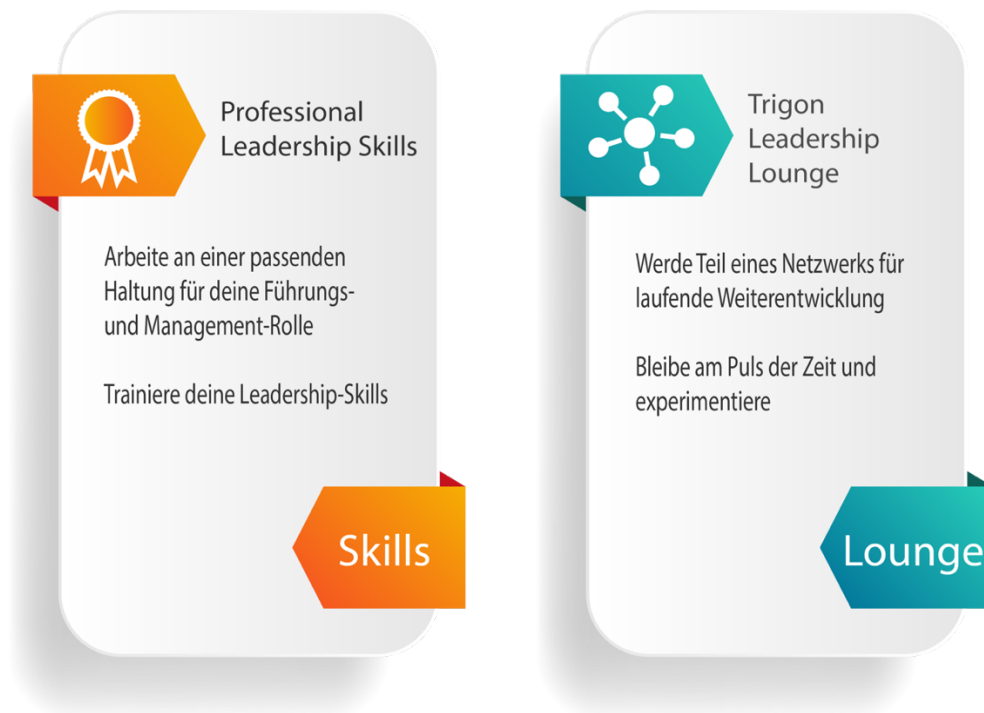 Professional
Leadership Skills
Arbeite an einer passenden
Haltung für deine Führungs-
und Management-Rolle
Trainiere deine Leadership-Skills
Skills
Trigon
Leadership
Lounge
Werde Teil eines Netzwerks für
laufende Weiterentwicklung
Bleibe am Puls der Zeit und
experimentiere
Lounge